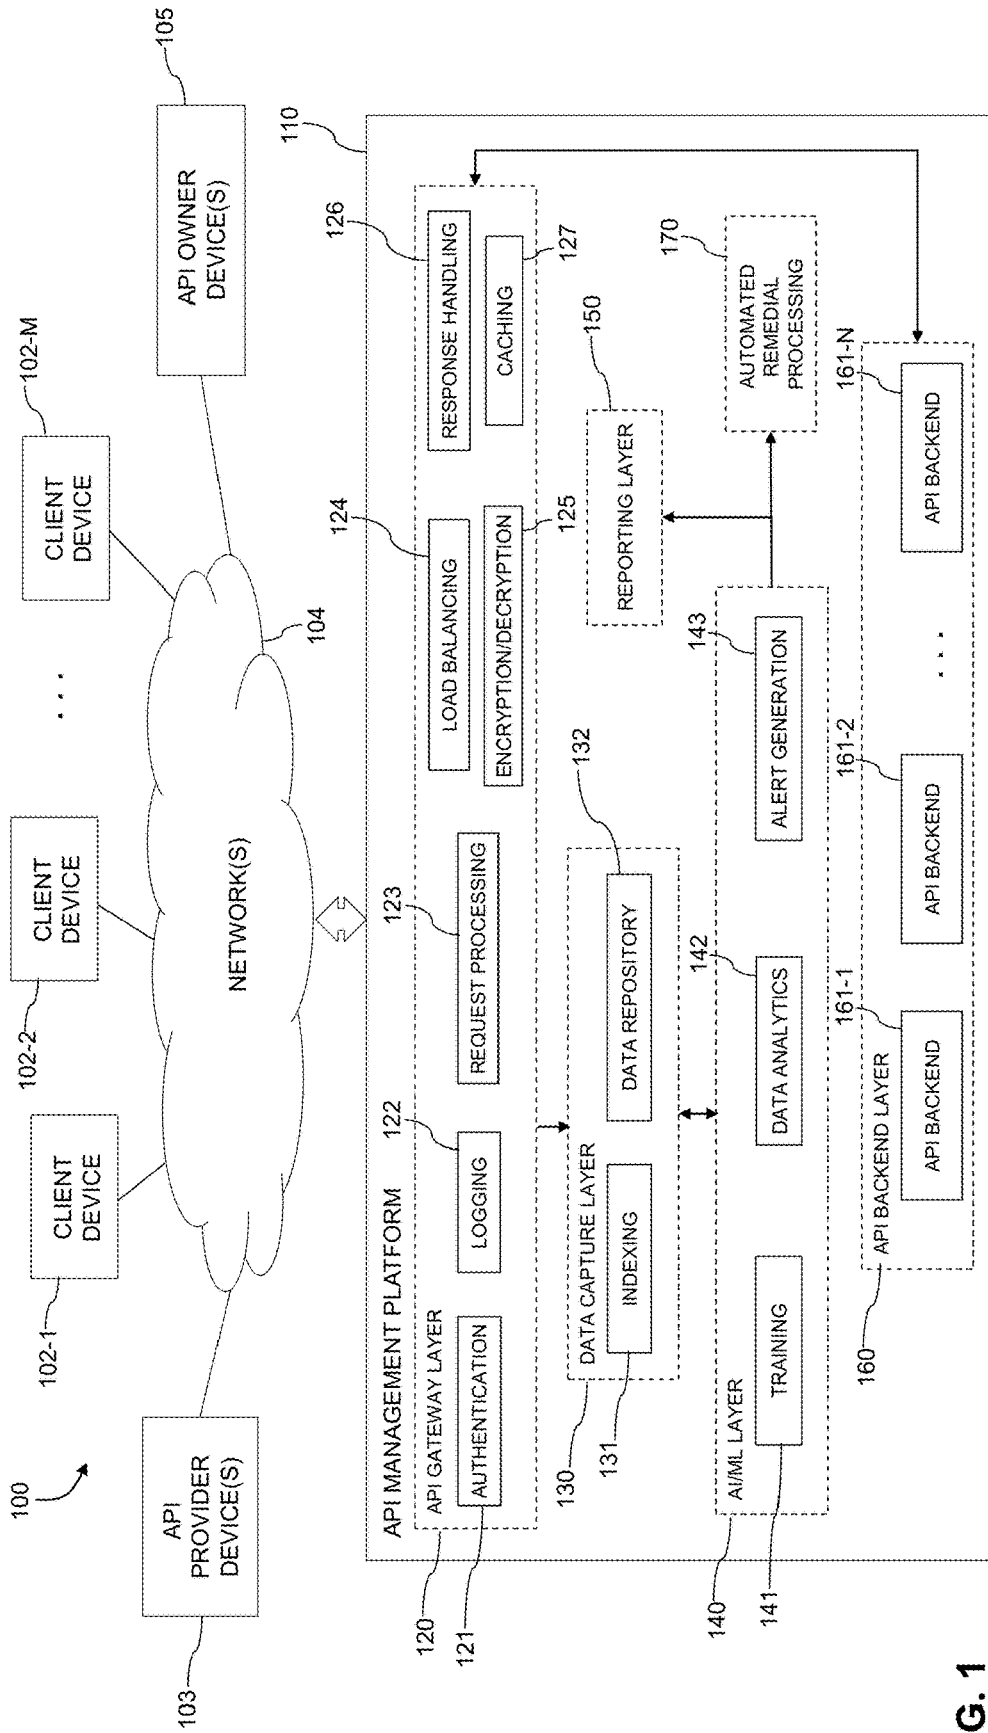 100
API
PROVIDER
DEVICE(S)
103
CLIENT
DEVICE
102-1
CLIENT
DEVICE
102-2
. . .
CLIENT
DEVICE
102-M
API OWNER
DEVICE(S)
105
NETWORK(S)
104
110
API MANAGEMENT PLATFORM
API GATEWAY LAYER
120
AUTHENTICATION
121
LOGGING
122
REQUEST PROCESSING
123
LOAD BALANCING
124
ENCRYPTION/DECRYPTION
125
RESPONSE HANDLING
126
CACHING
127
DATA CAPTURE LAYER
130
INDEXING
131
DATA REPOSITORY
132
REPORTING LAYER
150
AUTOMATED
REMEDIAL
PROCESSING
170
AI/ML LAYER
140
TRAINING
141
DATA ANALYTICS
142
ALERT GENERATION
143
API BACKEND LAYER
160
API BACKEND
161-1
API BACKEND
161-2
. . .
API BACKEND
161-N
G. 1